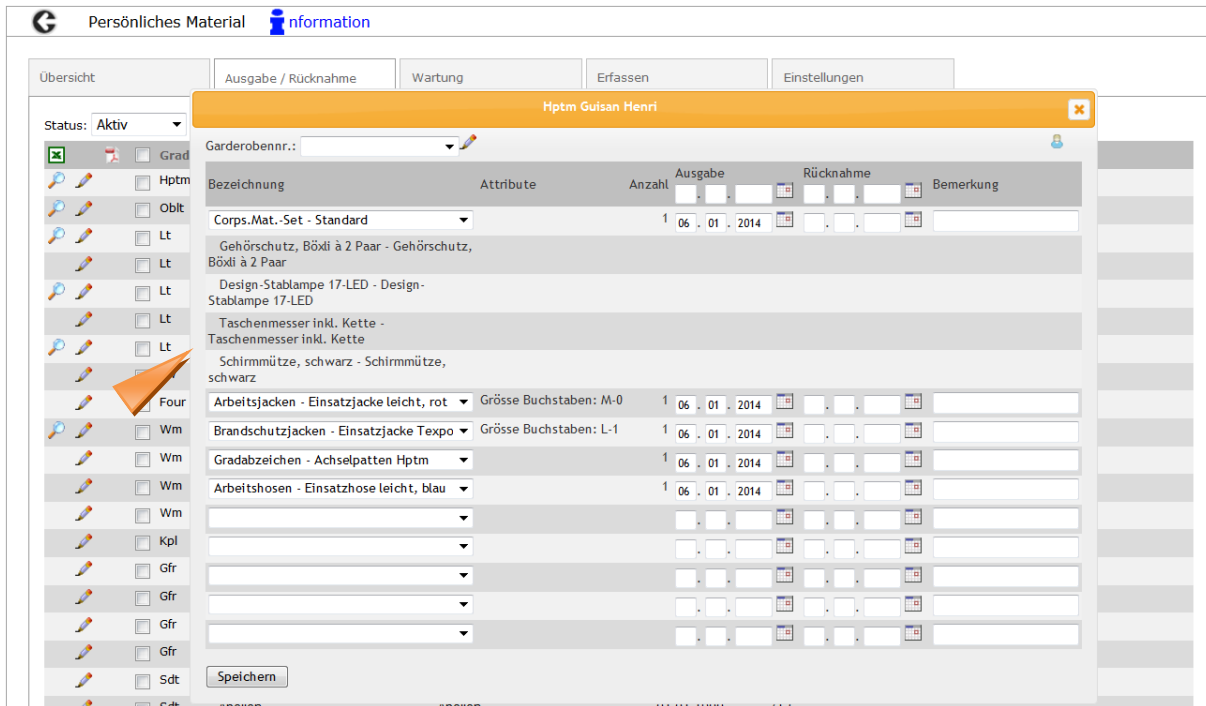 Persönliches Material information
Übersicht Ausgabe / Rücknahme Wartung Erfassen Einstellungen
Hptm Guisan Henri
Status: Aktiv
Garderobennr.:
Grad
Bezeichnung Attribute Anzahl Ausgabe Rücknahme Bemerkung
Hptm
Oblt
Corps.Mat.-Set - Standard 1 06 . 01 . 2014
Lt
Gehörschutz, Böxli à 2 Paar - Gehörschutz,
Böxli à 2 Paar
Lt
Design-Stablampe 17-LED - Design-
Stablampe 17-LED
Lt
Lt
Taschenmesser inkl. Kette -
Taschenmesser inkl. Kette
Lt
Schirmmütze, schwarz - Schirmmütze,
schwarz
Four
Arbeitsjacken - Einsatzjacke leicht, rot Grösse Buchstaben: M-0 1 06 . 01 . 2014
Wm
Brandschutzjacken - Einsatzjacke Texpo Grösse Buchstaben: L-1 1 06 . 01 . 2014
Wm
Gradabzeichen - Achselpatten Hptm 1 06 . 01 . 2014
Wm
Arbeitshosen - Einsatzhose leicht, blau 1 06 . 01 . 2014
Wm
Kpl
Gfr
Gfr
Gfr
Gfr
Sdt
Speichern